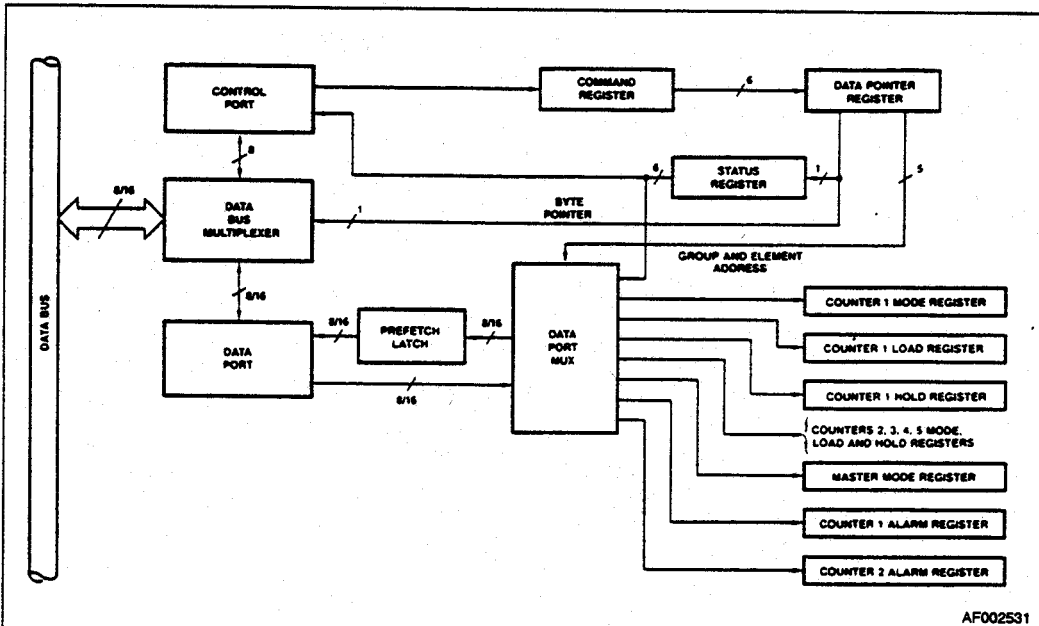 CONTROL
PORT
COMMAND
REGISTER
6
DATA POINTER
REGISTER
8
6
STATUS
REGISTER
1
5
8/16
DATA
BUS
MULTIPLEXER
1
BYTE
POINTER
GROUP AND ELEMENT
ADDRESS
8/16
DATA BUS
DATA
PORT
8/16
PREFETCH
LATCH
8/16
8/16
DATA
PORT
MUX
COUNTER 1 MODE REGISTER
COUNTER 1 LOAD REGISTER
COUNTER 1 HOLD REGISTER
COUNTERS 2, 3, 4, 5 MODE,
LOAD AND HOLD REGISTERS
MASTER MODE REGISTER
COUNTER 1 ALARM REGISTER
COUNTER 2 ALARM REGISTER
AF002531